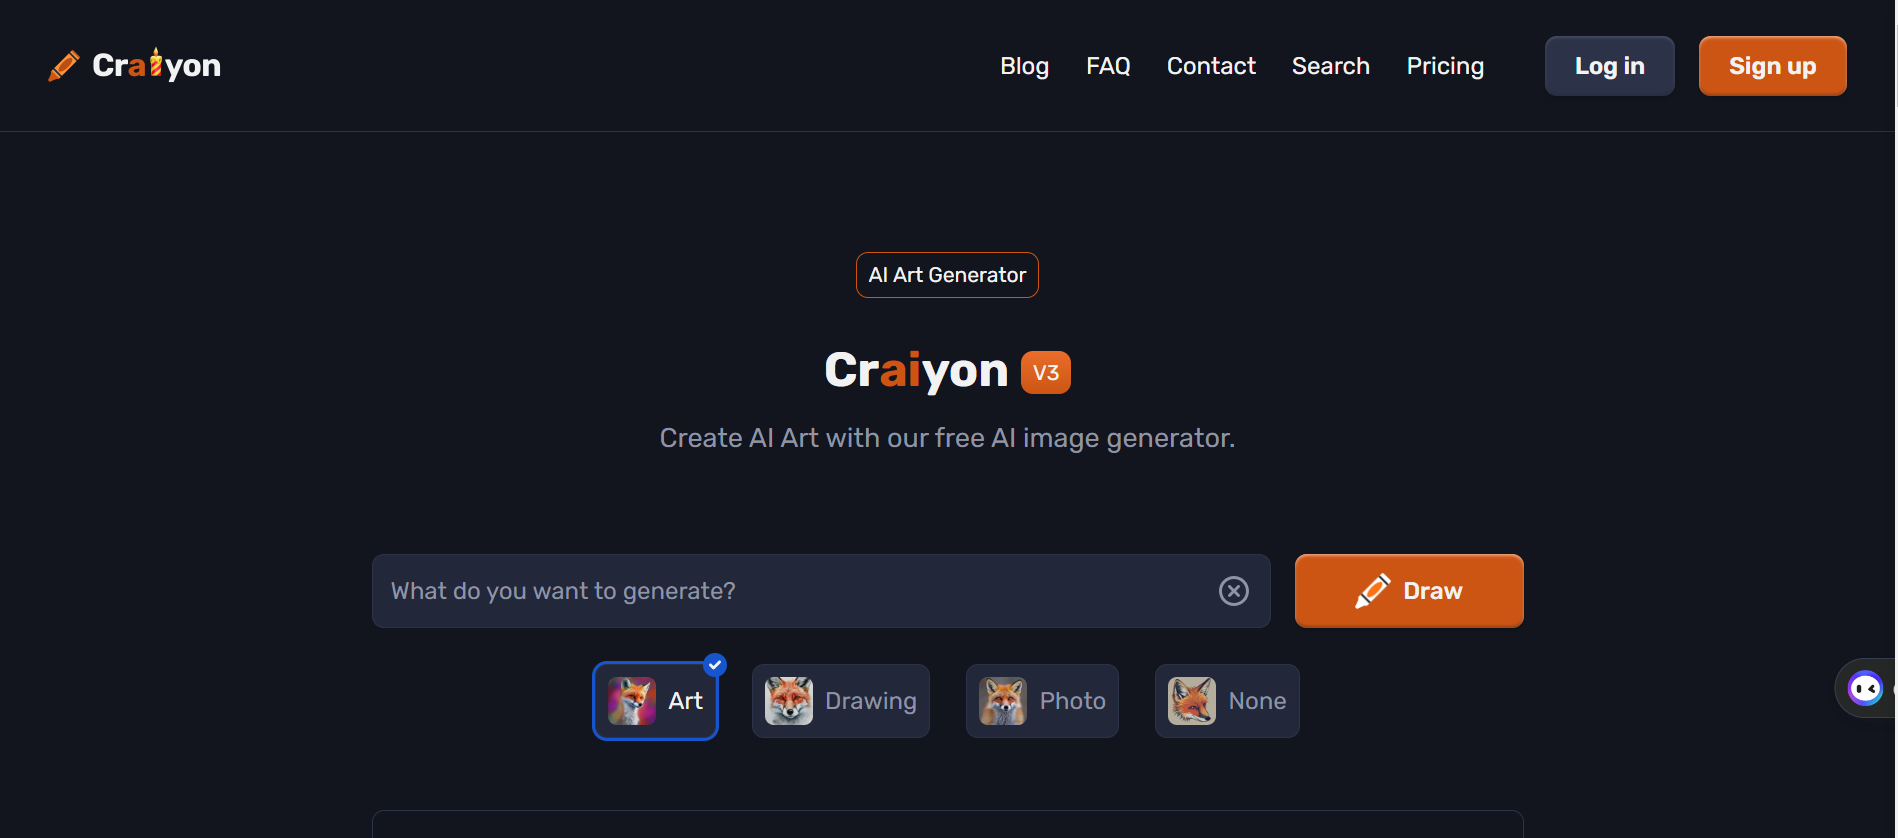 Craiyon
Blog FAQ Contact Search Pricing Log in Sign up
AI Art Generator
Craiyon V3
Create AI Art with our free AI image generator.
What do you want to generate? Draw
Art Drawing Photo None